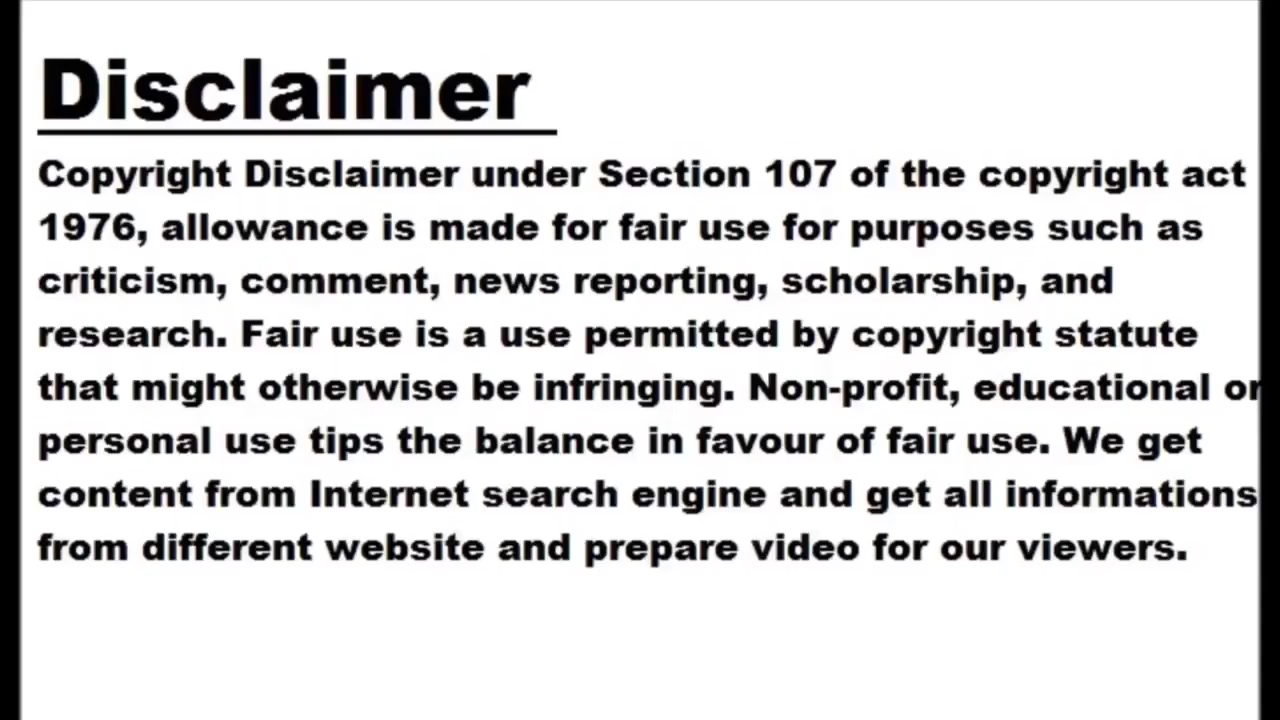 Disclaimer
Copyright Disclaimer under Section 107 of the copyright act
1976, allowance is made for fair use for purposes such as
criticism, comment, news reporting, scholarship, and
research. Fair use is a use permitted by copyright statute
that might otherwise be infringing. Non-profit, educational or
personal use tips the balance in favour of fair use. We get
content from Internet search engine and get all informations
from different website and prepare video for our viewers.